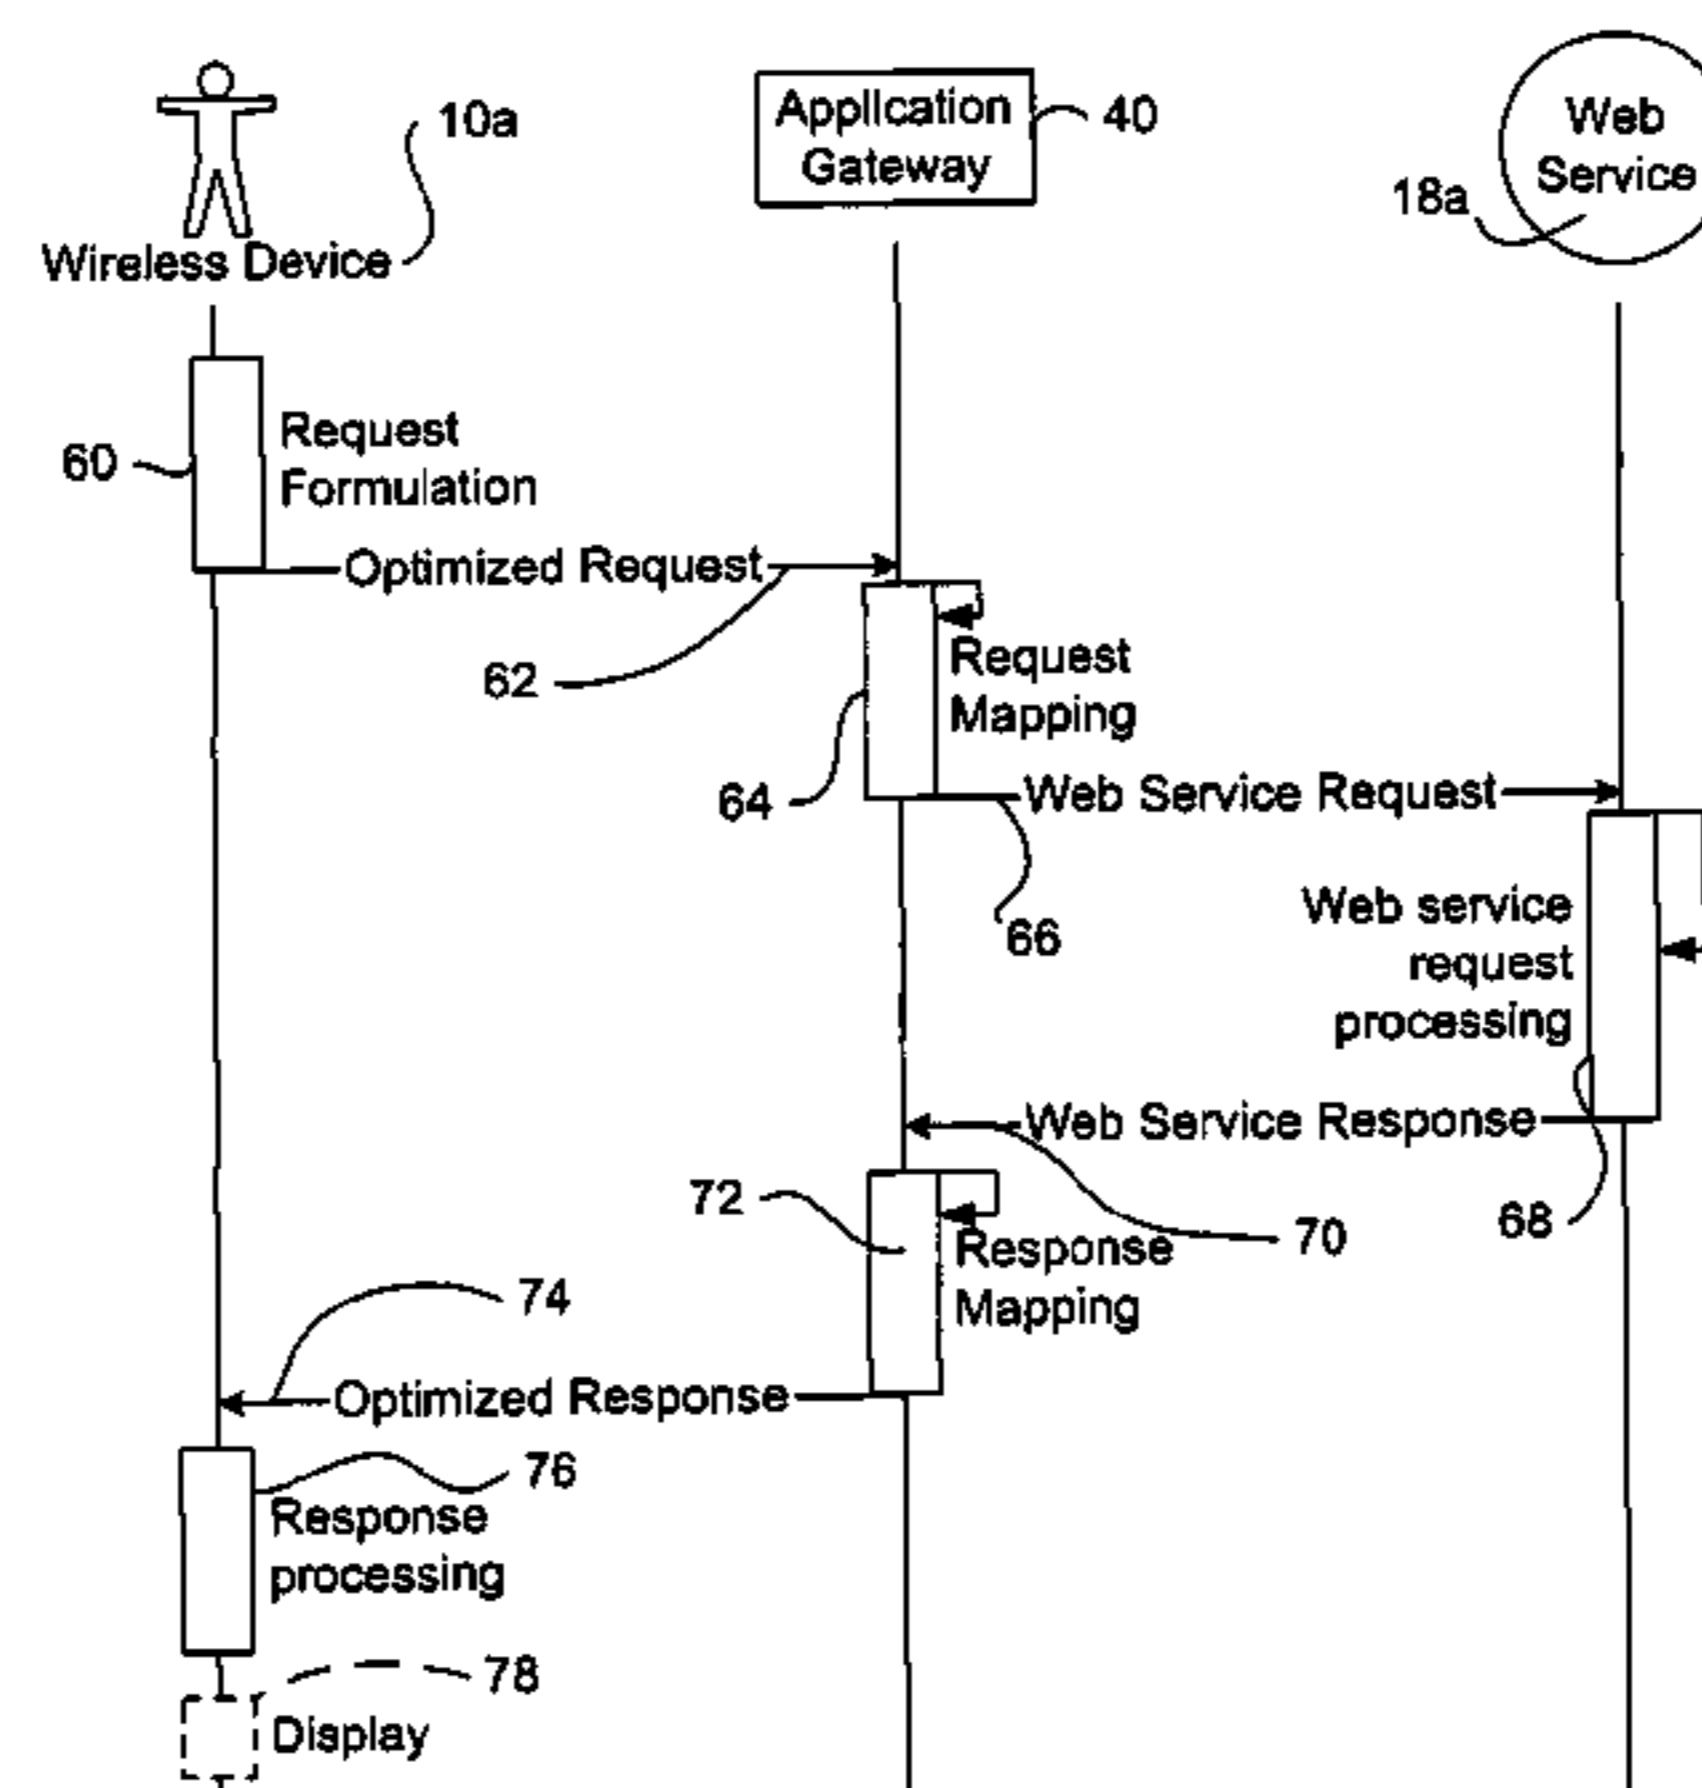 10a
Application
Gateway
40
Web
Service
18a
Wireless Device
60
Request
Formulation
Optimized Request
62
Request
Mapping
64
Web Service Request
66
Web service
request
processing
Web Service Response
72
70
68
Response
Mapping
74
Optimized Response
76
Response
processing
78
Display